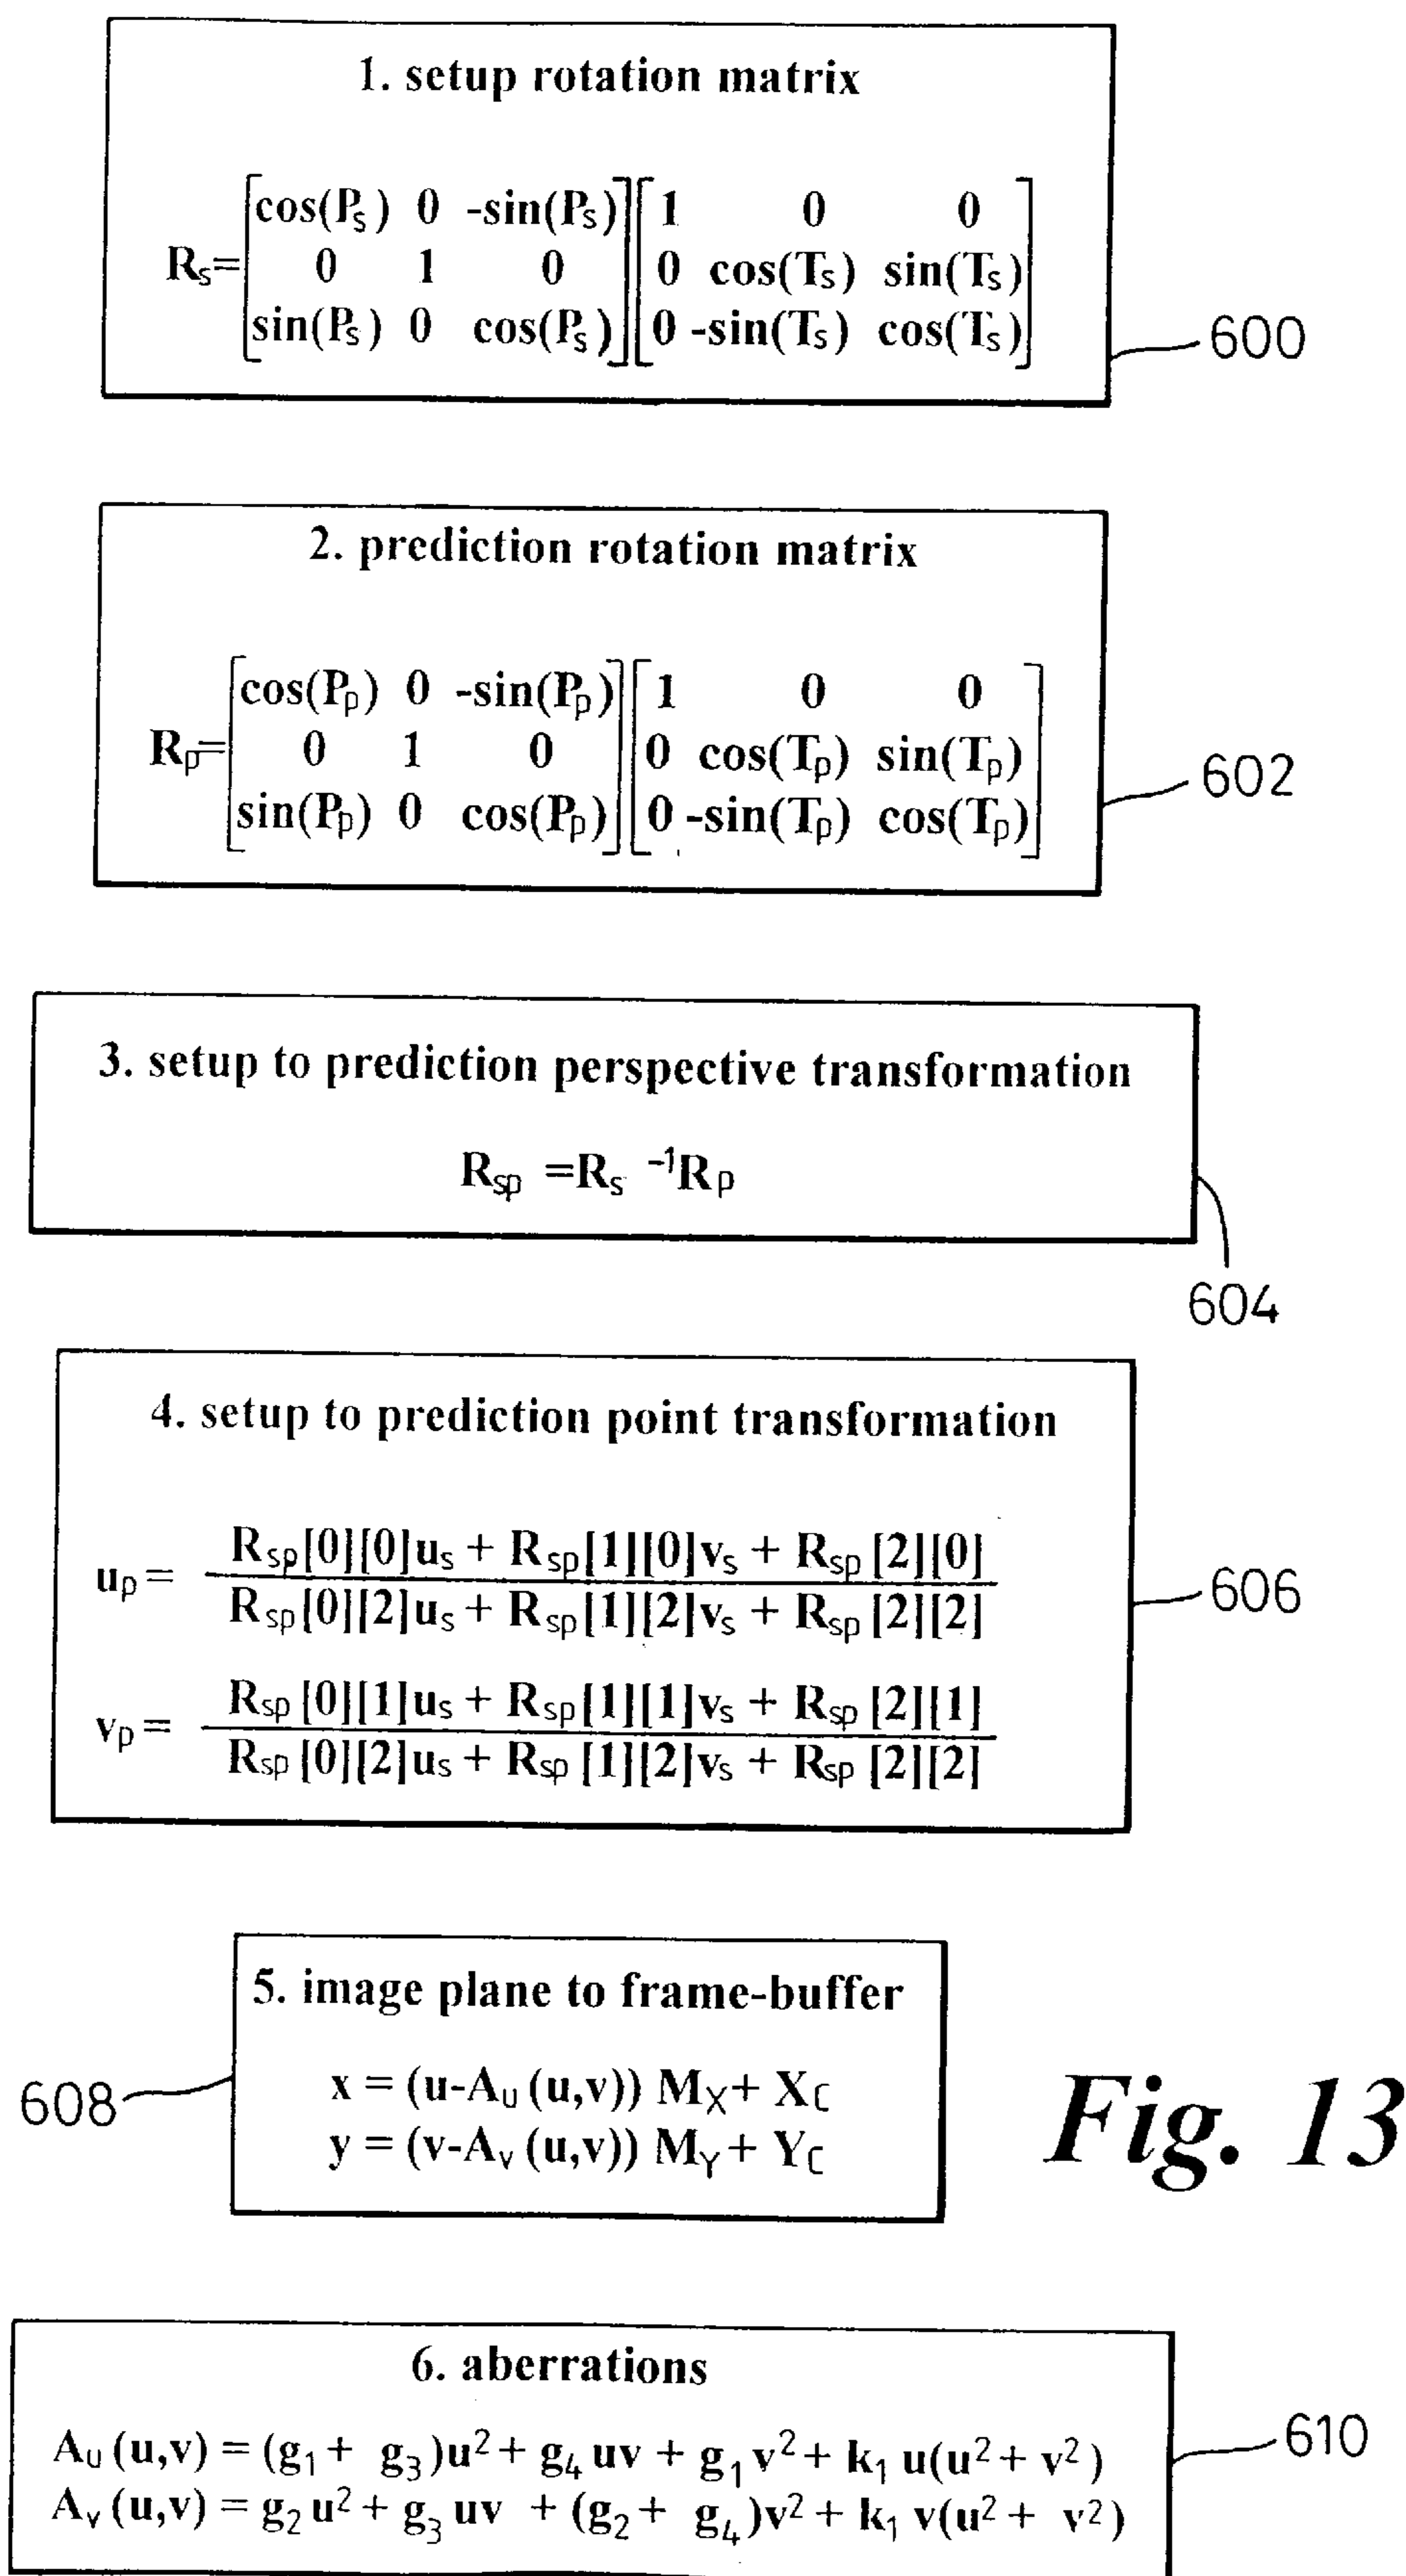 1. setup rotation matrix
Rs= [cos(Ps) 0 -sin(Ps)] [1 0 0]
[0 1 0] [0 cos(Ts) sin(Ts)]
[sin(Ps) 0 cos(Ps)] [0 -sin(Ts) cos(Ts)]
600
2. prediction rotation matrix
Rp= [cos(Pp) 0 -sin(Pp)] [1 0 0]
[0 1 0] [0 cos(Tp) sin(Tp)]
[sin(Pp) 0 cos(Pp)] [0 -sin(Tp) cos(Tp)]
602
3. setup to prediction perspective transformation
Rsp =Rs ⁻¹Rp
604
4. setup to prediction point transformation
up= Rsp[0][0]us + Rsp[1][0]vs + Rsp[2][0]
Rsp[0][2]us + Rsp[1][2]vs + Rsp[2][2]
606
vp= Rsp[0][1]us + Rsp[1][1]vs + Rsp[2][1]
Rsp[0][2]us + Rsp[1][2]vs + Rsp[2][2]
5. image plane to frame-buffer
x = (u-Au(u,v)) MX+ XC
608
y = (v-Av(u,v)) MY+ YC
Fig. 13
6. aberrations
Au(u,v) = (g₁+ g₃)u²+ g₄ uv + g₁v²+ k₁ u(u²+ v²)
610
Av(u,v) = g₂u²+ g₃ uv + (g₂+ g₄)v²+ k₁ v(u²+ v²)